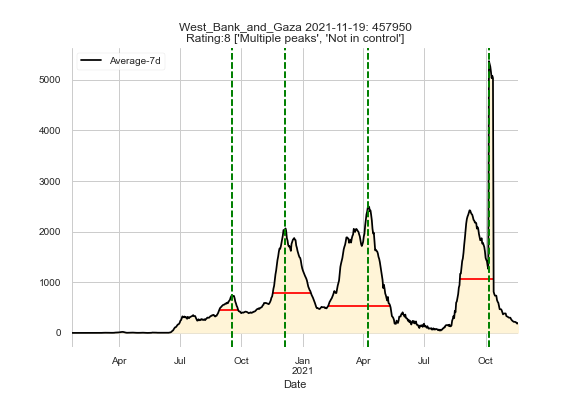 West_Bank_and_Gaza 2021-11-19: 457950
Rating:8 ['Multiple peaks', 'Not in control']
Average-7d
5000
4000
3000
2000
1000
0
Apr Jul Oct Jan Apr Jul Oct
2021
Date